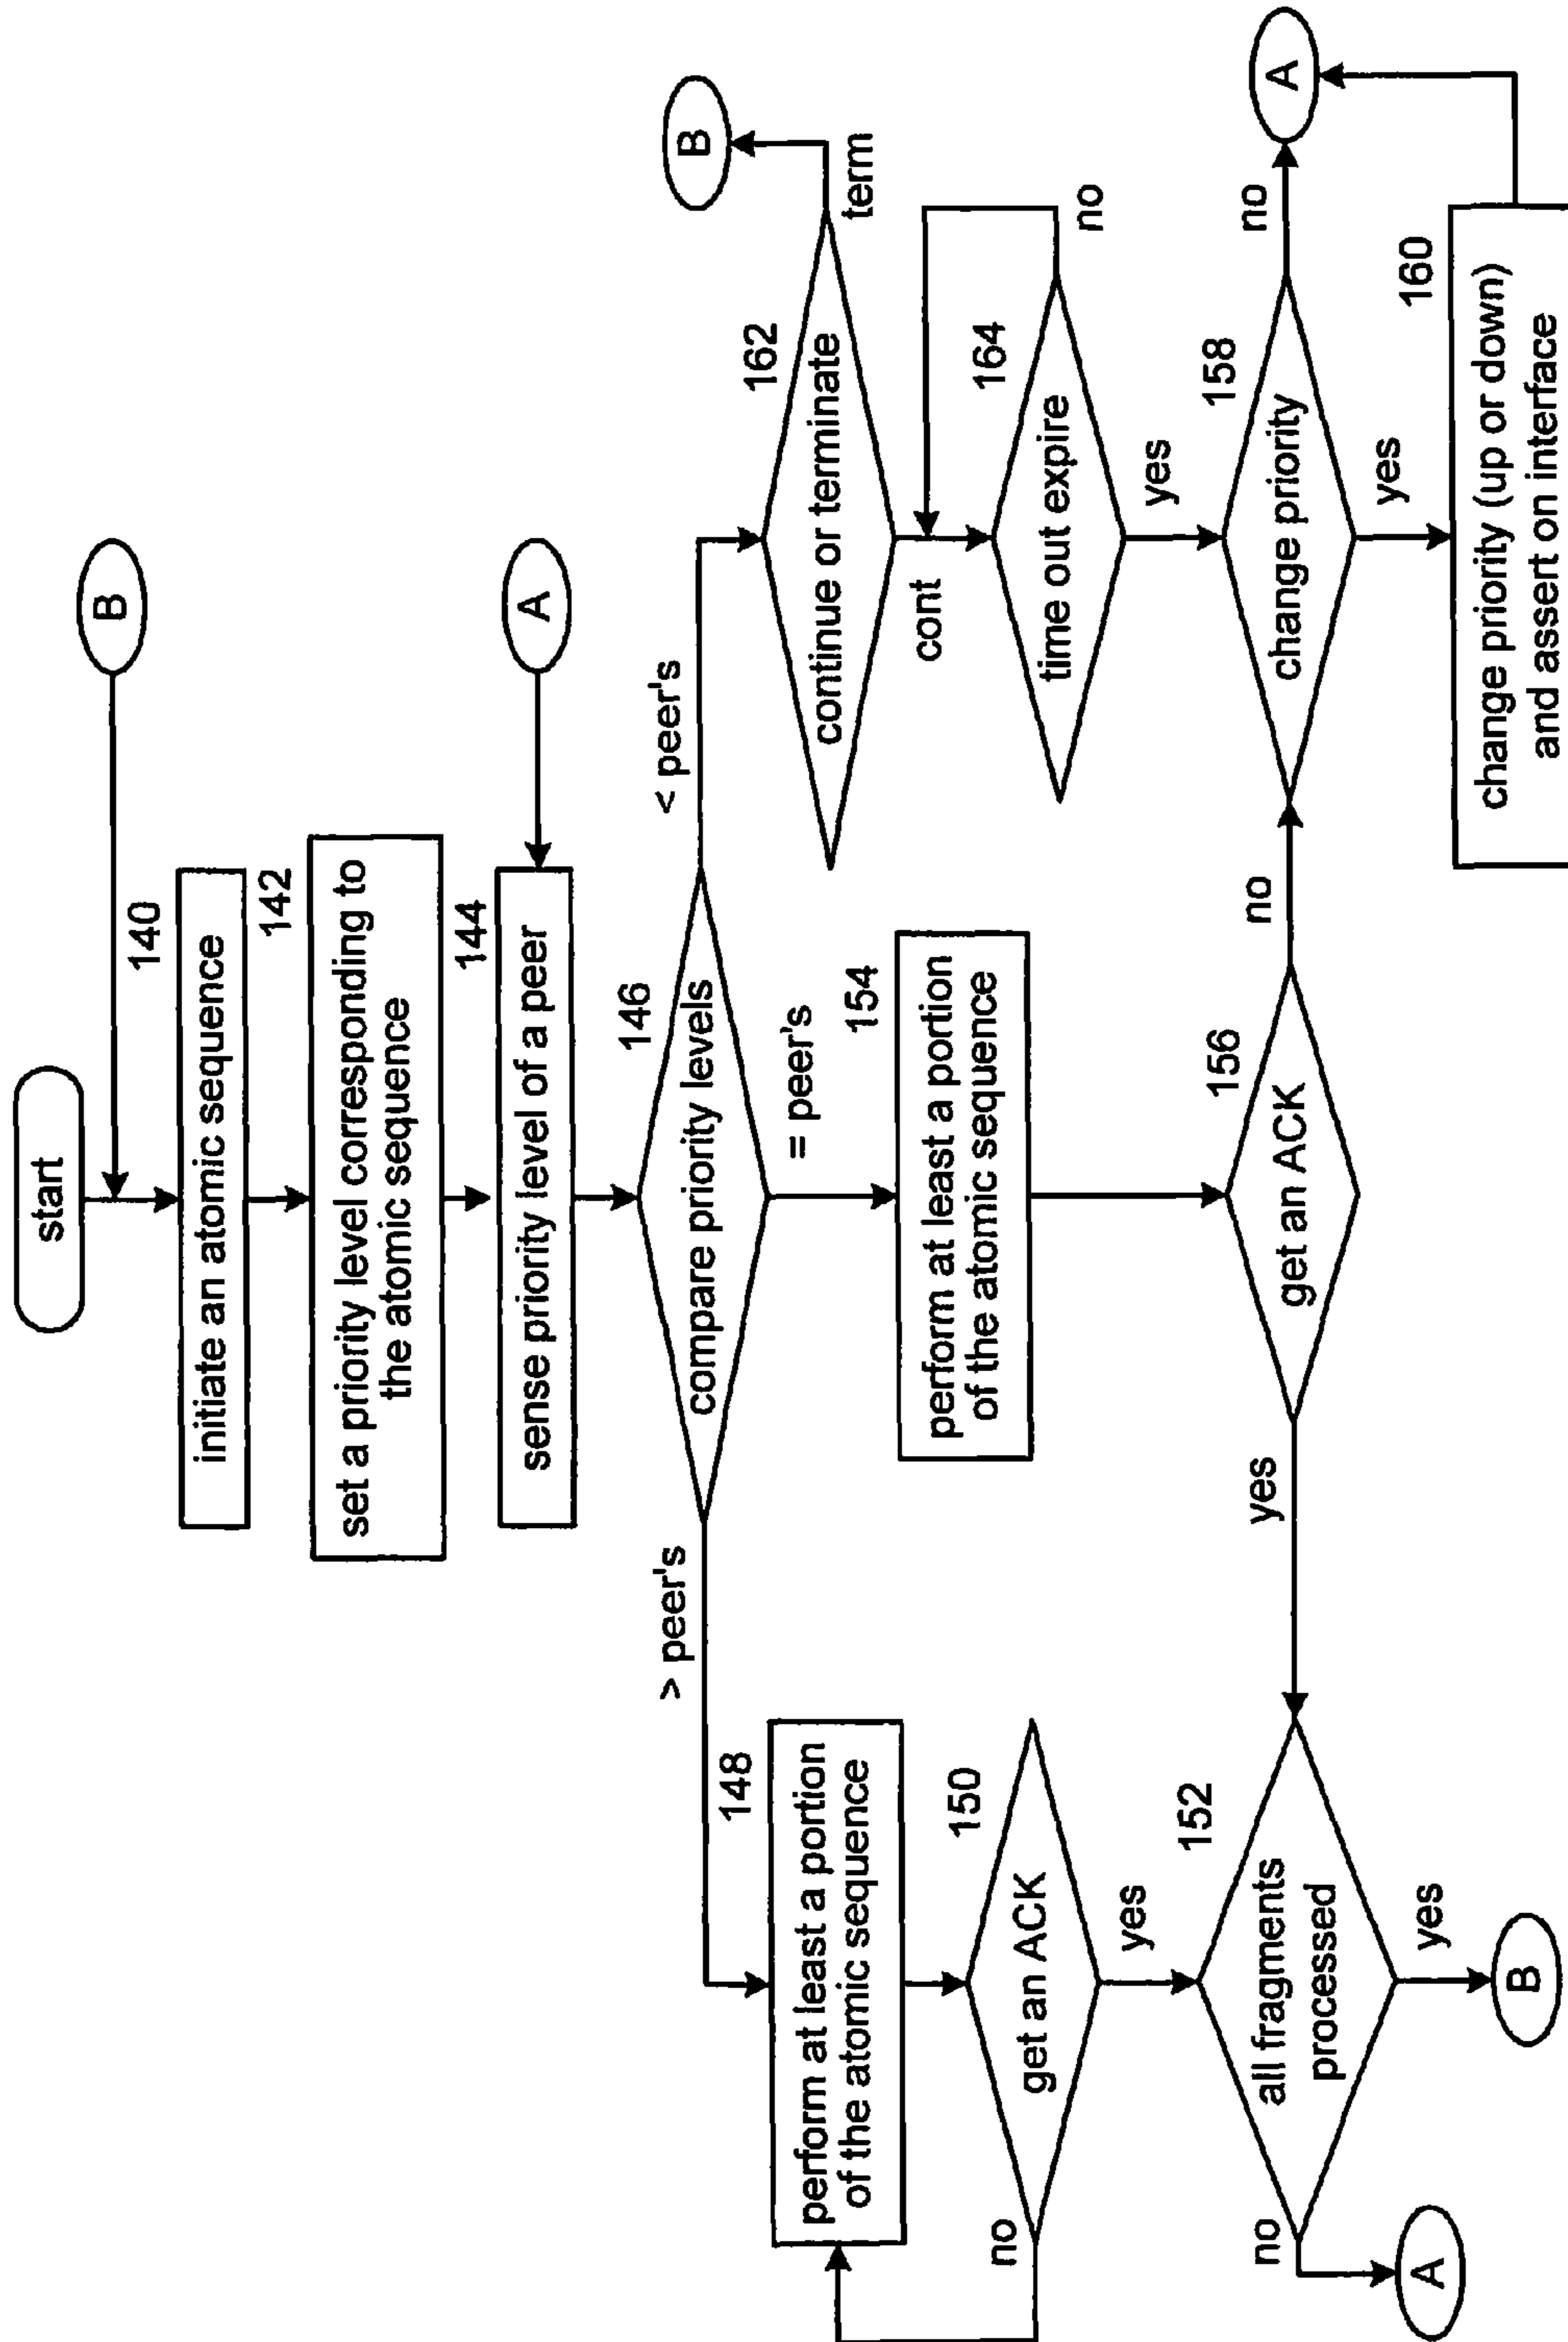 start
B
140
initiate an atomic sequence
142
set a priority level corresponding to
the atomic sequence
144
sense priority level of a peer
A
146
compare priority levels
> peer's
= peer's
< peer's
148
perform at least a portion
of the atomic sequence
150
get an ACK
no
yes
152
all fragments
processed
no
yes
A
B
154
perform at least a portion
of the atomic sequence
156
get an ACK
yes
no
162
continue or terminate
term
B
cont
164
time out expire
no
yes
158
change priority
no
A
yes
160
change priority (up or down)
and assert on interface